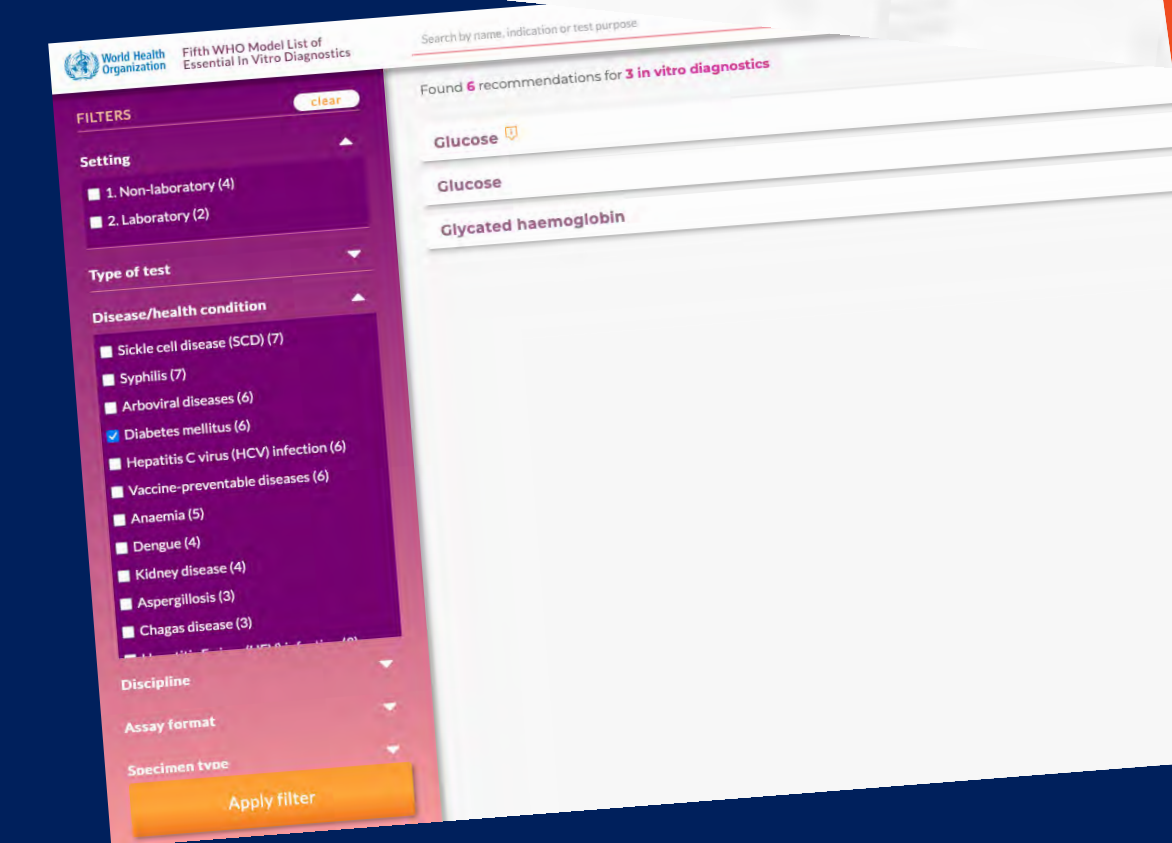 World Health
Organization
Fifth WHO Model List of
Essential In Vitro Diagnostics
Search by name, indication or test purpose
FILTERS
clear
Setting
1. Non-laboratory (4)
2. Laboratory (2)
Type of test
Disease/health condition
Sickle cell disease (SCD) (7)
Syphilis (7)
Arboviral diseases (6)
Diabetes mellitus (6)
Hepatitis C virus (HCV) infection (6)
Vaccine-preventable diseases (6)
Anaemia (5)
Dengue (4)
Kidney disease (4)
Aspergillosis (3)
Chagas disease (3)
Discipline
Assay format
Specimen type
Apply filter
Found 6 recommendations for 3 in vitro diagnostics
Glucose
Glucose
Glycated haemoglobin